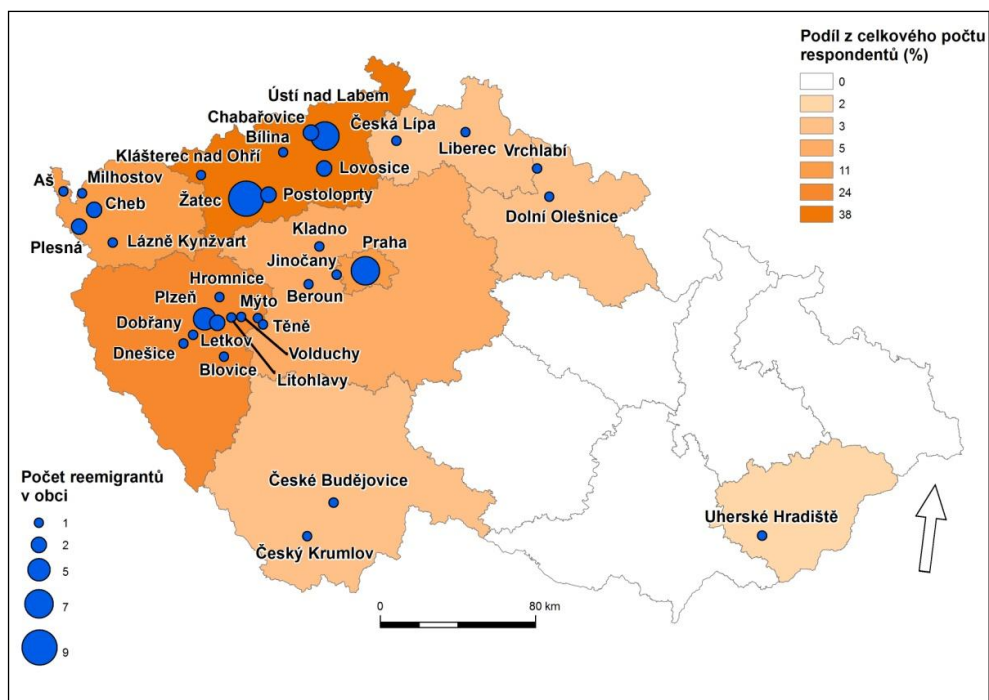 Podíl z celkového počtu
respondentů (%)
0
2
3
5
11
24
38
Ústí nad Labem
Chabařovice
Bílina
Česká Lípa
Liberec
Vrchlabí
Klášterec nad Ohří
Lovosice
Aš
Milhostov
Cheb
Žatec
Postoloprty
Dolní Olešnice
Plesná
Lázně Kynžvart
Kladno
Praha
Jinočany
Hromnice
Beroun
Plzeň
Mýto
Dobřany
Těně
Letkov
Dnešice
Volduchy
Blovice
Litohlavy
Počet reemigrantů
v obci
1
2
5
7
9
České Budějovice
Český Krumlov
Uherské Hradiště
0
80 km